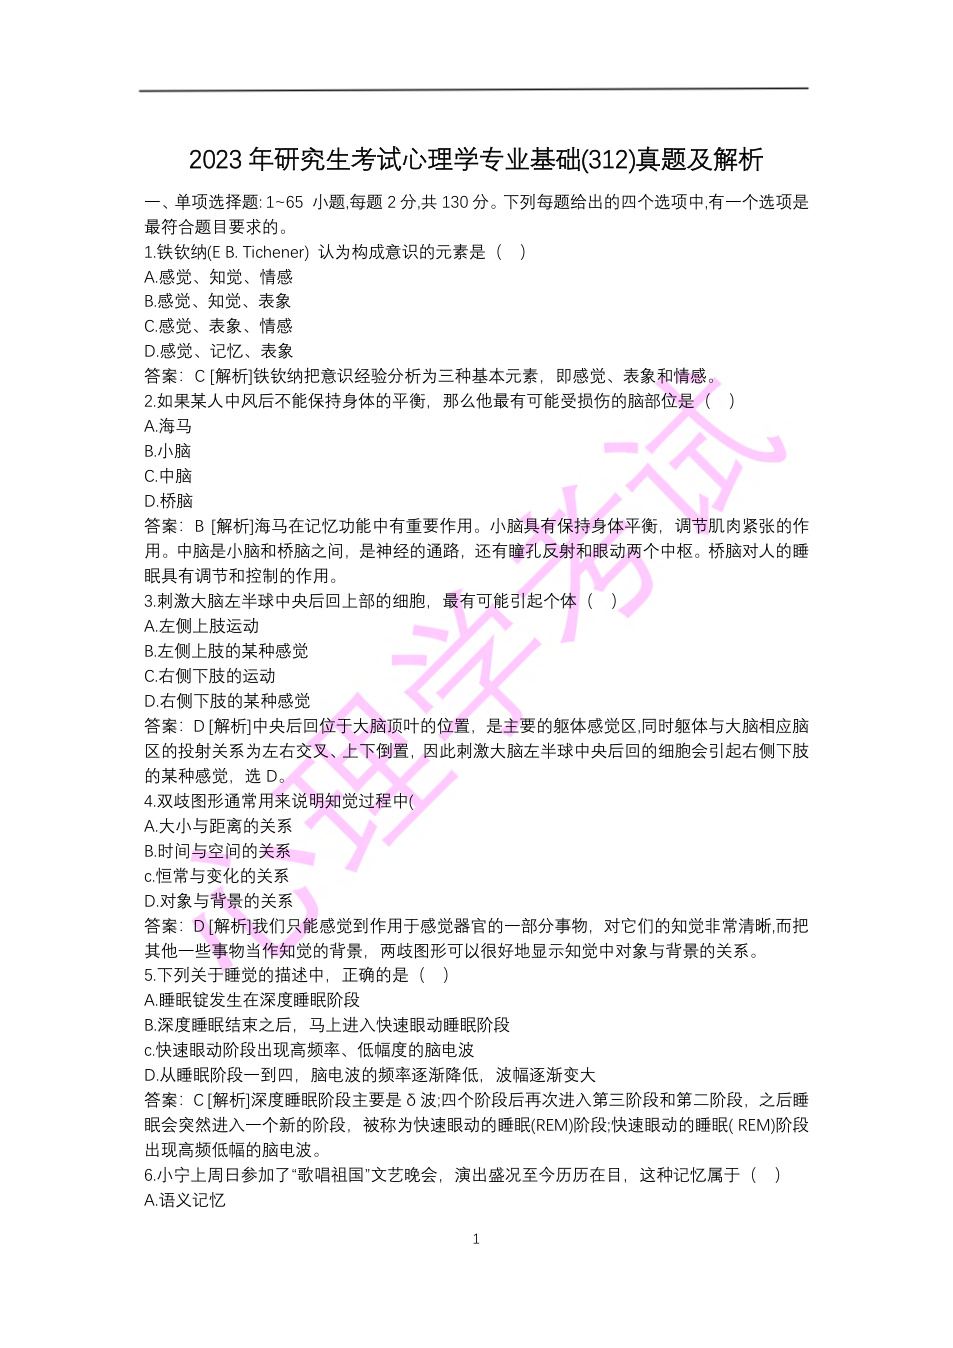 2023 年研究生考试心理学专业基础(312)真题及解析
一、单项选择题: 1~65 小题,每题 2 分,共 130 分。下列每题给出的四个选项中,有一个选项是
最符合题目要求的。
1.铁钦纳(E B. Tichener) 认为构成意识的元素是（ ）
A.感觉、知觉、情感
B.感觉、知觉、表象
C.感觉、表象、情感
D.感觉、记忆、表象
答案：C [解析]铁钦纳把意识经验分析为三种基本元素，即感觉、表象和情感。
2.如果某人中风后不能保持身体的平衡，那么他最有可能受损伤的脑部位是（ ）
A.海马
B.小脑
C.中脑
D.桥脑
答案：B [解析]海马在记忆功能中有重要作用。小脑具有保持身体平衡，调节肌肉紧张的作
用。中脑是小脑和桥脑之间，是神经的通路，还有瞳孔反射和眼动两个中枢。桥脑对人的睡
眠具有调节和控制的作用。
3.刺激大脑左半球中央后回上部的细胞，最有可能引起个体（ ）
A.左侧上肢运动
B.左侧上肢的某种感觉
C.右侧下肢的运动
D.右侧下肢的某种感觉
答案：D [解析]中央后回位于大脑顶叶的位置，是主要的躯体感觉区,同时躯体与大脑相应脑
区的投射关系为左右交叉、上下倒置，因此刺激大脑左半球中央后回的细胞会引起右侧下肢
的某种感觉，选 D。
4.双歧图形通常用来说明知觉过程中(
A.大小与距离的关系
B.时间与空间的关系
c.恒常与变化的关系
D.对象与背景的关系
答案：D [解析]我们只能感觉到作用于感觉器官的一部分事物，对它们的知觉非常清晰,而把
其他一些事物当作知觉的背景，两歧图形可以很好地显示知觉中对象与背景的关系。
5.下列关于睡觉的描述中，正确的是（ ）
A.睡眠锭发生在深度睡眠阶段
B.深度睡眠结束之后，马上进入快速眼动睡眠阶段
c.快速眼动阶段出现高频率、低幅度的脑电波
D.从睡眠阶段一到四，脑电波的频率逐渐降低，波幅逐渐变大
答案：C [解析]深度睡眠阶段主要是 δ 波;四个阶段后再次进入第三阶段和第二阶段，之后睡
眠会突然进入一个新的阶段，被称为快速眼动的睡眠(REM)阶段;快速眼动的睡眠( REM)阶段
出现高频低幅的脑电波。
6.小宁上周日参加了“歌唱祖国”文艺晚会，演出盛况至今历历在目，这种记忆属于（ ）
A.语义记忆
1
心理学考试